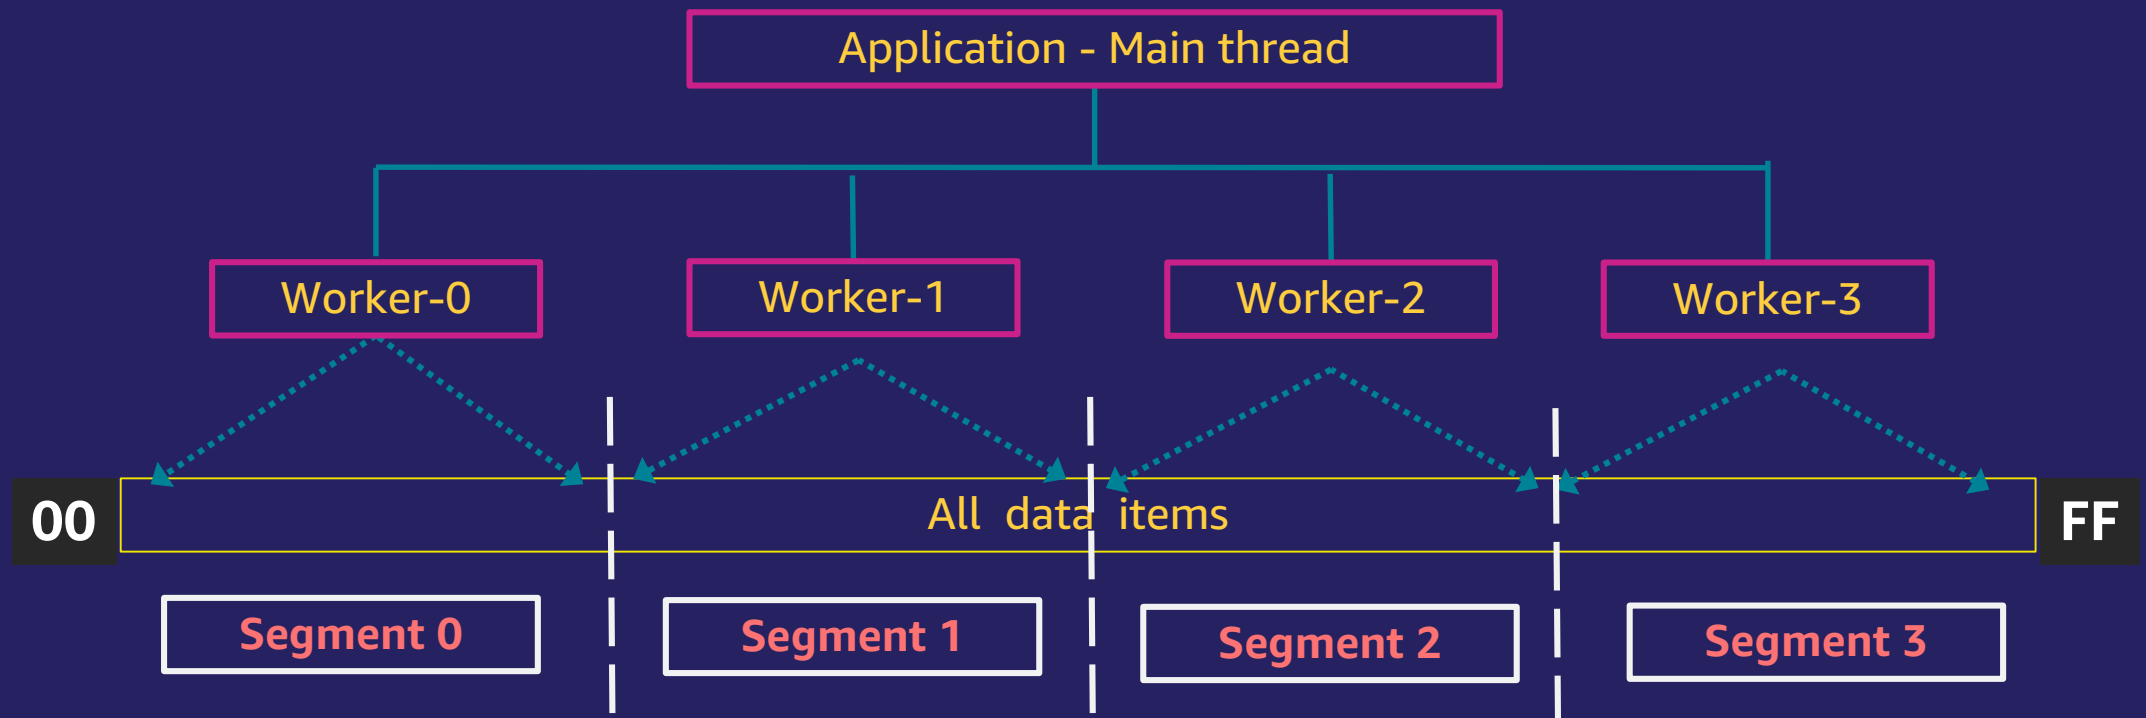 Application - Main thread
Worker-0
Worker-1
Worker-2
Worker-3
00
All data items
FF
Segment 0
Segment 1
Segment 2
Segment 3